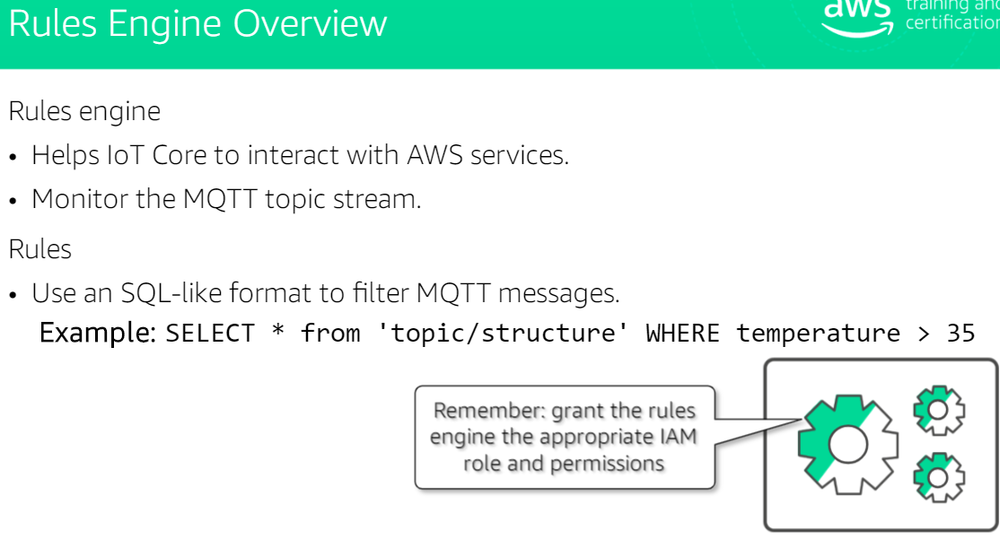 Rules Engine Overview
aws
training and
certification
Rules engine
• Helps IoT Core to interact with AWS services.
• Monitor the MQTT topic stream.
Rules
• Use an SQL-like format to filter MQTT messages.
Example: SELECT * from 'topic/structure' WHERE temperature > 35
Remember: grant the rules
engine the appropriate IAM
role and permissions